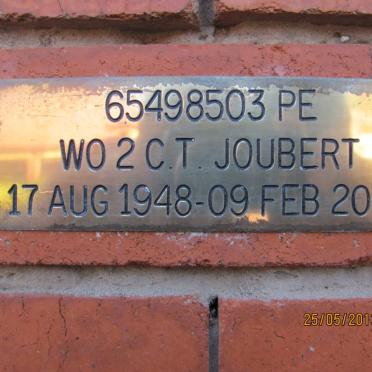 65498503 PE
WO 2 C.T. JOUBERT
17 AUG 1948-09 FEB 20
25/05/201